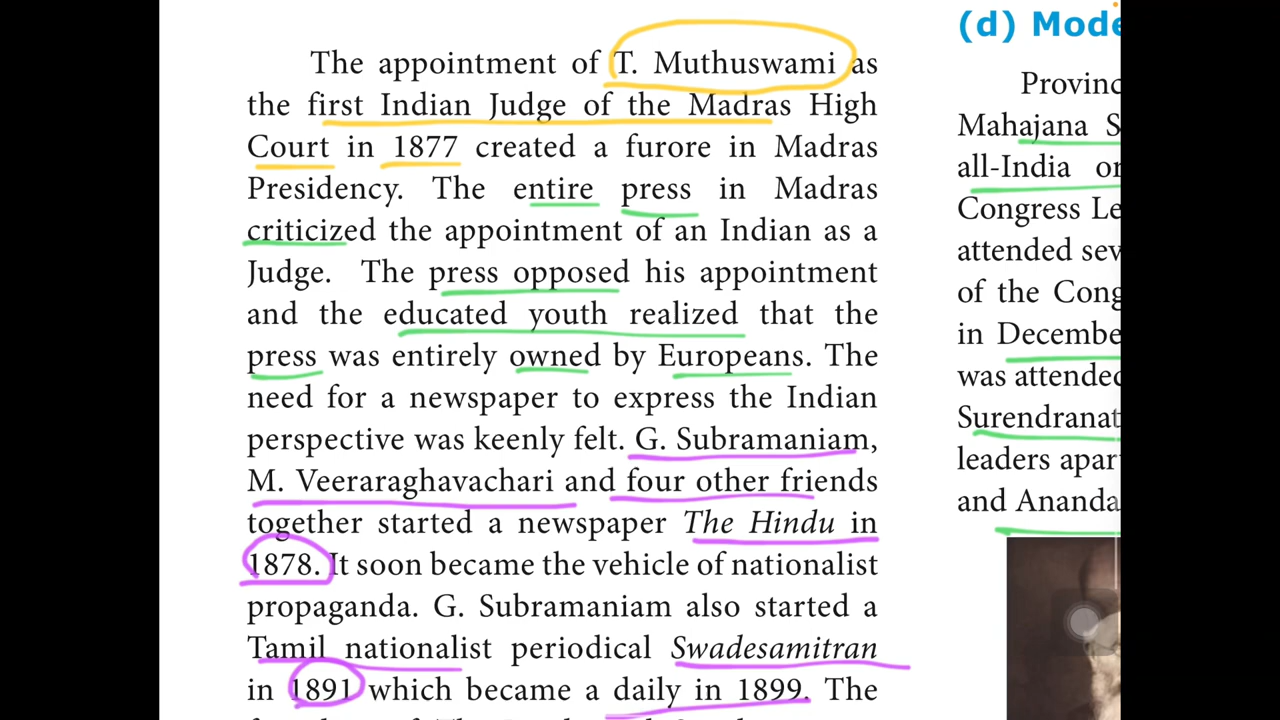 The appointment of T. Muthuswami as
the first Indian Judge of the Madras High
Court in 1877 created a furore in Madras
Presidency. The entire press in Madras
criticized the appointment of an Indian as a
Judge. The press opposed his appointment
and the educated youth realized that the
press was entirely owned by Europeans. The
need for a newspaper to express the Indian
perspective was keenly felt. G. Subramaniam,
M. Veeraraghavachari and four other friends
together started a newspaper The Hindu in
1878. It soon became the vehicle of nationalist
propaganda. G. Subramaniam also started a
Tamil nationalist periodical Swadesamitran
in 1891 which became a daily in 1899. The
(d) Mode
Provinc
Mahajana S
all-India or
Congress Le
attended sev
of the Cong
in Decembe
was attended
Surendranat
leaders apar
and Ananda